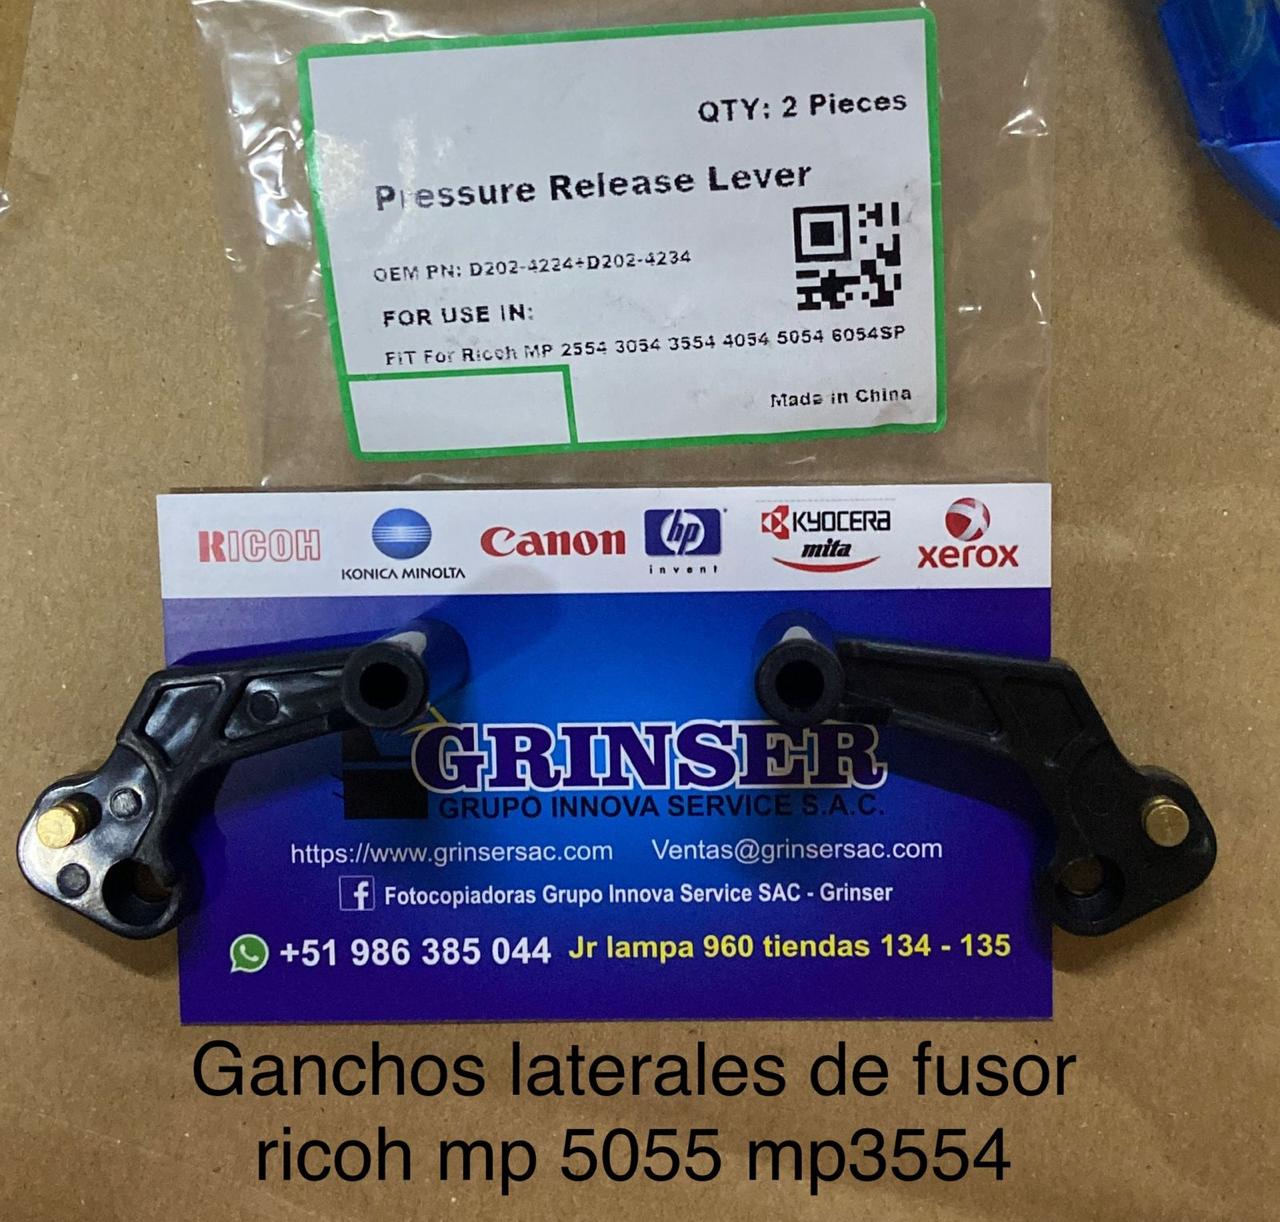 QTY: 2 Pieces
Pressure Release Lever
OEM PN: D202-4224+D202-4234
FOR USE IN:
FIT For Ricoh MP 2554 3054 3554 4054 5054 6054SP
Made in China
RICOH
KONICA MINOLTA
Canon
hp
invent
KYOCERA
mita
xerox
GRINSER
GRUPO INNOVA SERVICE S.A.C.
https://www.grinsersac.com Ventas@grinsersac.com
f Fotocopiadoras Grupo Innova Service SAC - Grinser
+51 986 385 044 Jr lampa 960 tiendas 134 - 135
Ganchos laterales de fusor
ricoh mp 5055 mp3554